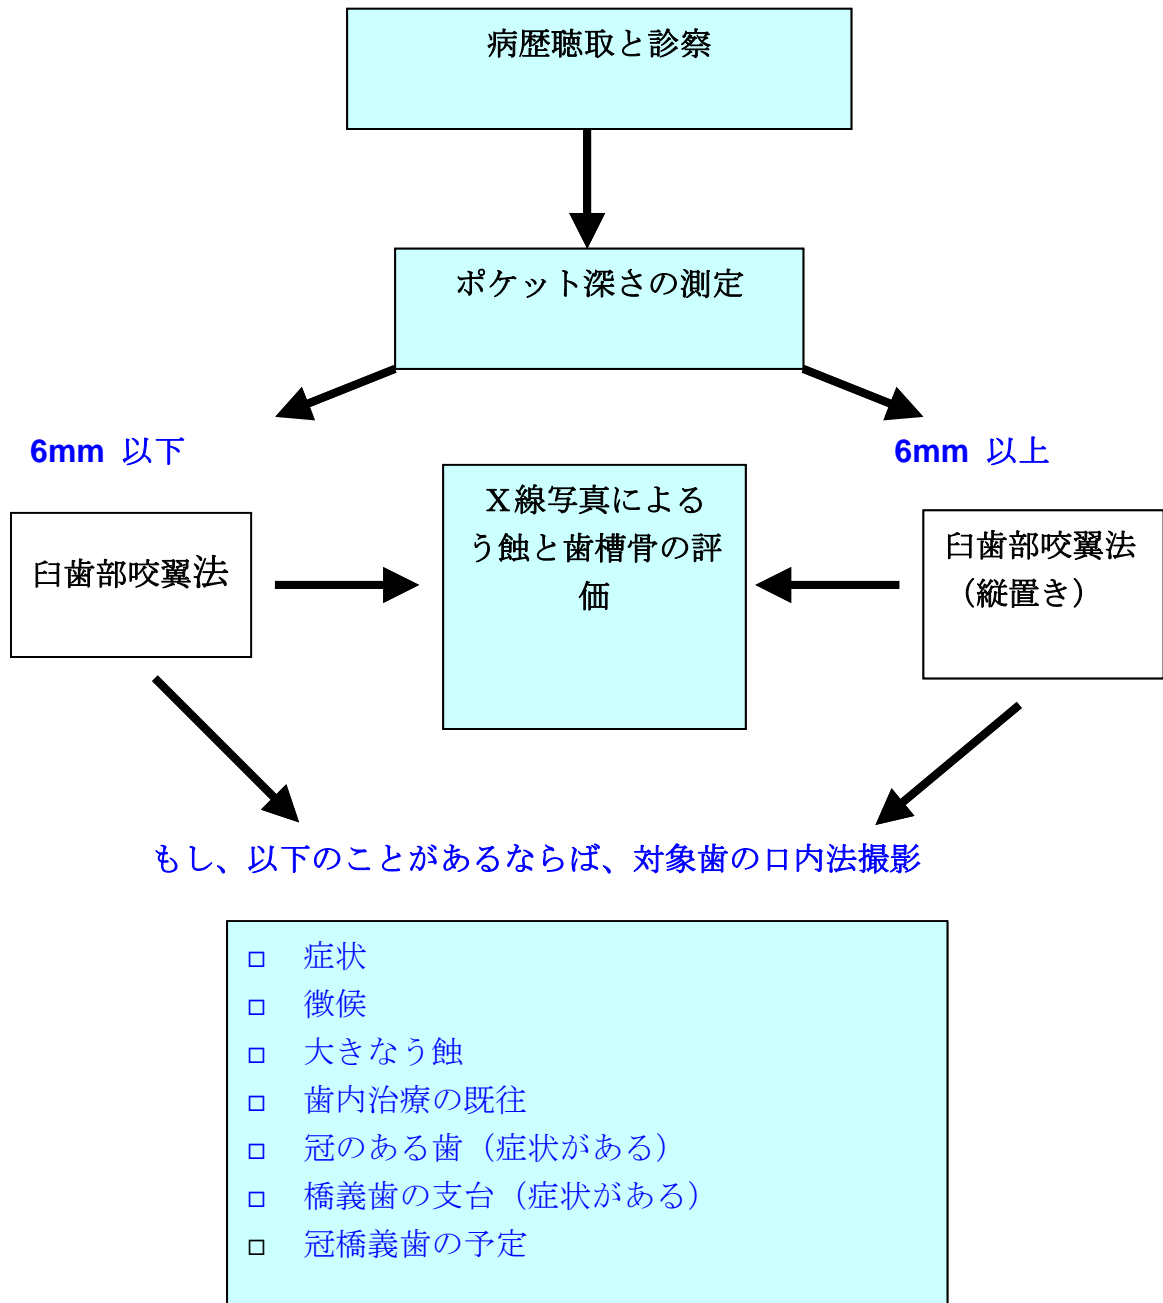 病歴聴取と診察
ポケット深さの測定
6mm 以下
6mm 以上
臼歯部咬翼法
X線写真による
う蝕と歯槽骨の評
価
臼歯部咬翼法
（縦置き）
もし、以下のことがあるならば、対象歯の口内法撮影
□ 症状
□ 徴候
□ 大きなう蝕
□ 歯内治療の既往
□ 冠のある歯（症状がある）
□ 橋義歯の支台（症状がある）
□ 冠橋義歯の予定